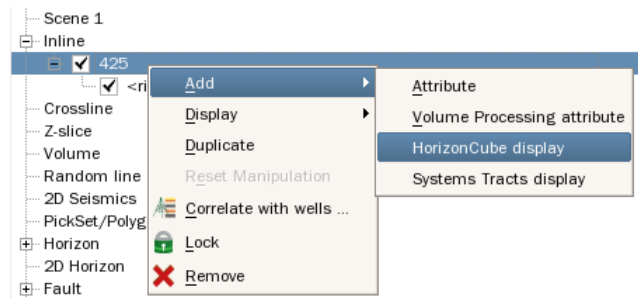 Scene 1
Inline
425
<ri
Crossline
Z-slice
Volume
Random line
2D Seismics
PickSet/Polyg
Horizon
2D Horizon
Fault
Add
Display
Duplicate
Reset Manipulation
Correlate with wells ...
Lock
Remove
Attribute
Volume Processing attribute
HorizonCube display
Systems Tracts display